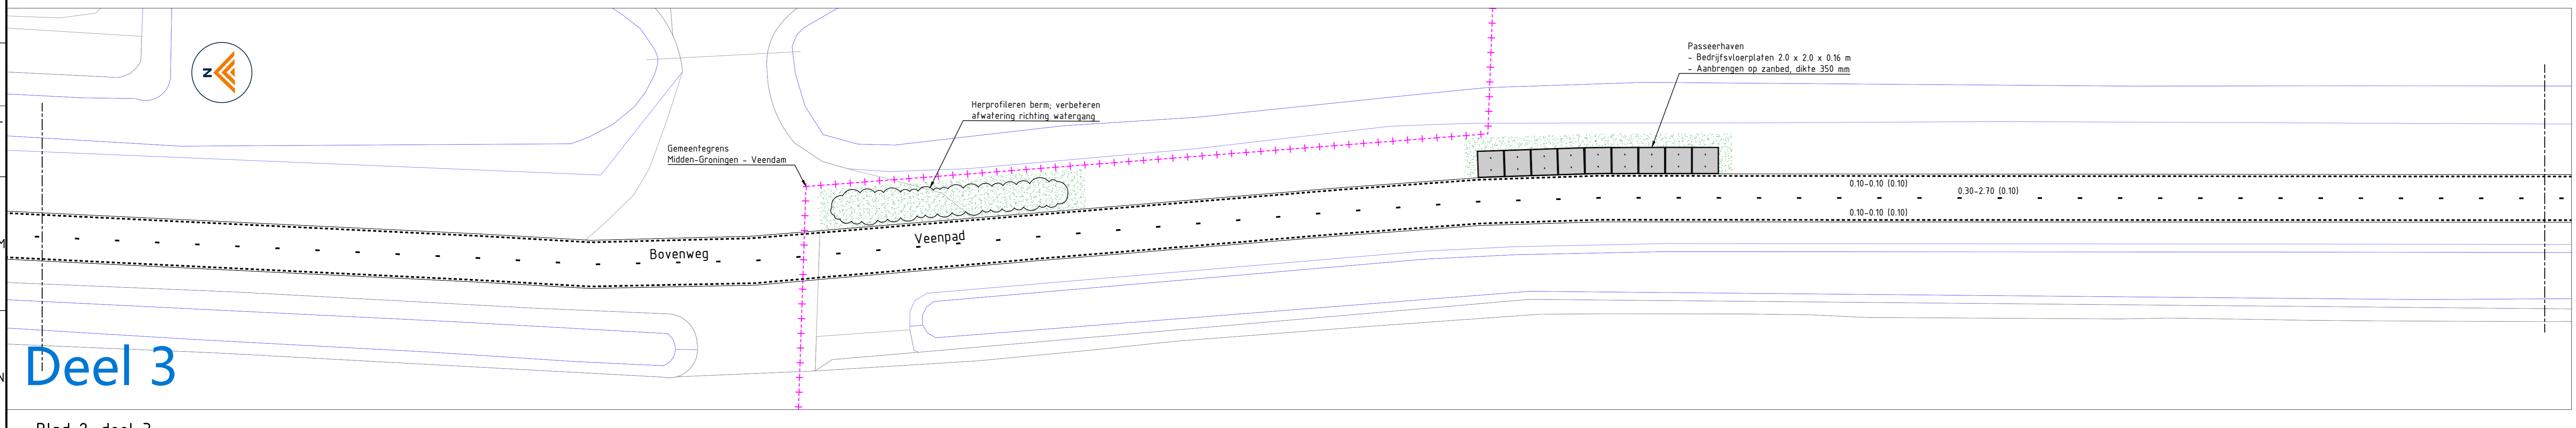 Passeerhaven
- Bedrijfsvloerplaten 2.0 x 2.0 x 0.16 m
- Aanbrengen op zanbed, dikte 350 mm
N
Herprofileren berm; verbeteren
afwatering richting watergang
Gemeentegrens
Midden-Groningen - Veendam
0.10-0.10 (0.10)
0.30-2.70 (0.10)
0.10-0.10 (0.10)
Veenpad
Bovenweg
M
Deel 3
N